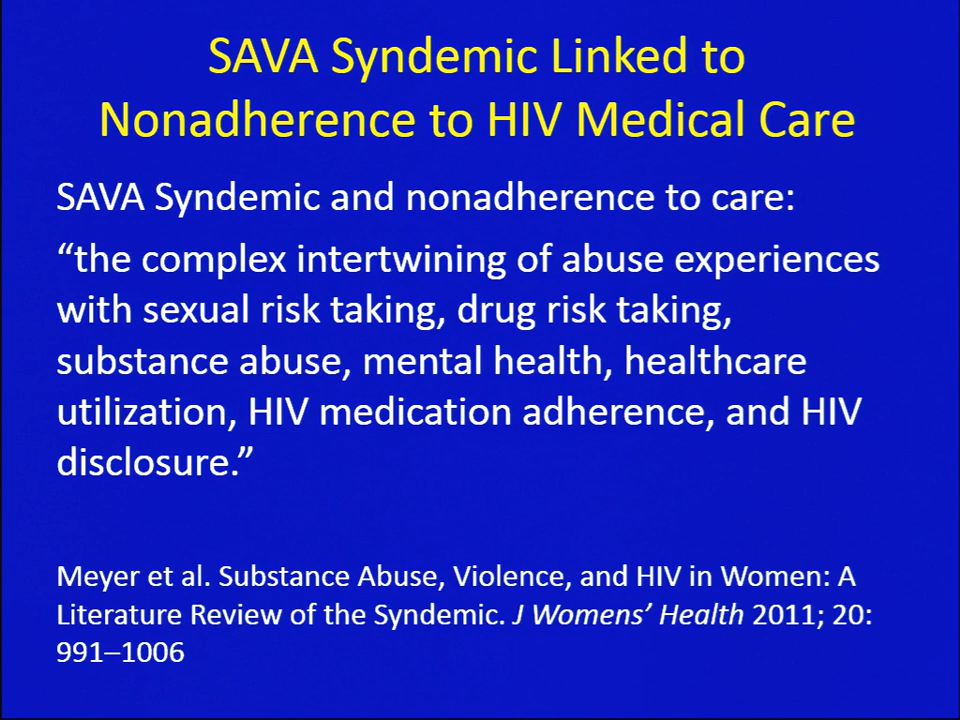 SAVA Syndemic Linked to
Nonadherence to HIV Medical Care
SAVA Syndemic and nonadherence to care:
“the complex intertwining of abuse experiences
with sexual risk taking, drug risk taking,
substance abuse, mental health, healthcare
utilization, HIV medication adherence, and HIV
disclosure.”
Meyer et al. Substance Abuse, Violence, and HIV in Women: A
Literature Review of the Syndemic. J Womens’ Health 2011; 20:
991–1006